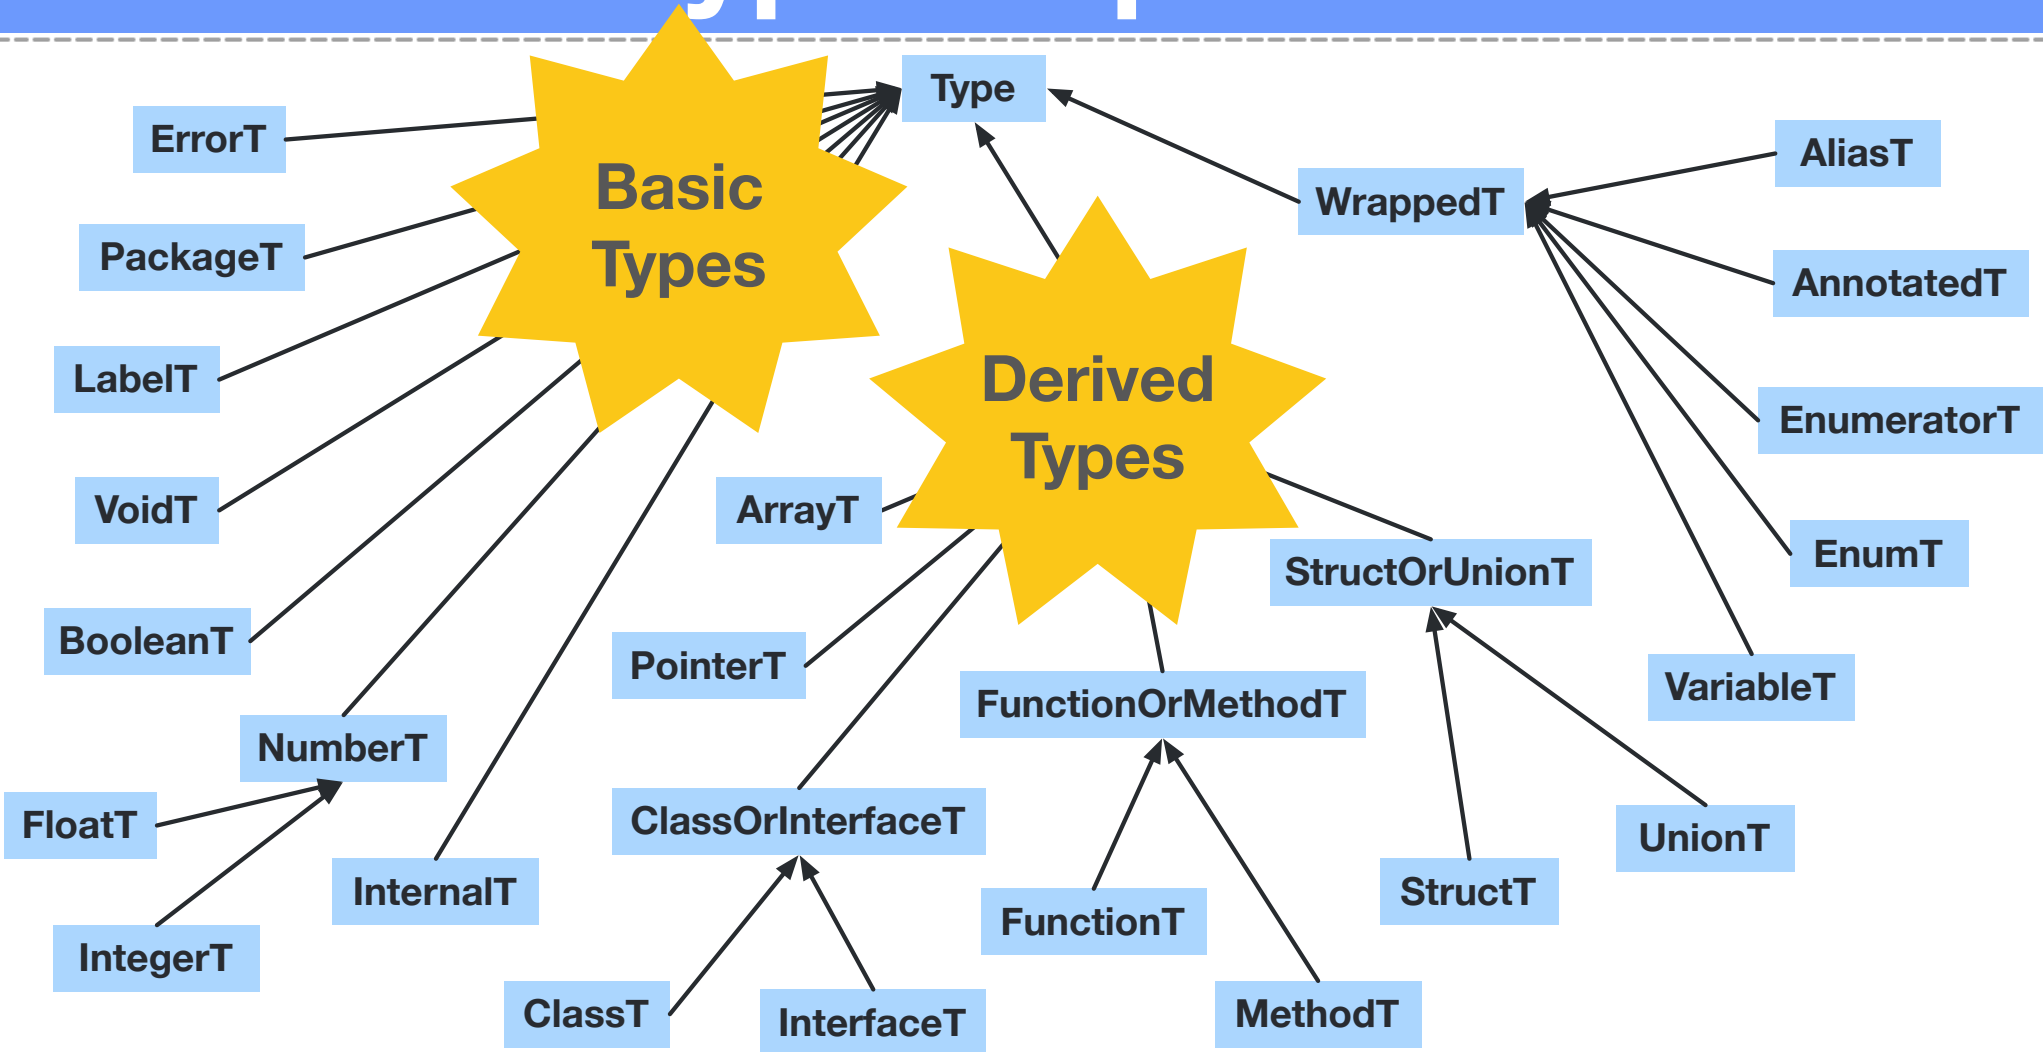 Type
ErrorT
AliasT
Basic
Types
WrappedT
PackageT
AnnotatedT
LabelT
Derived
Types
EnumeratorT
VoidT
ArrayT
EnumT
StructOrUnionT
BooleanT
PointerT
VariableT
FunctionOrMethodT
NumberT
FloatT
ClassOrInterfaceT
UnionT
InternalT
StructT
FunctionT
IntegerT
ClassT
InterfaceT
MethodT